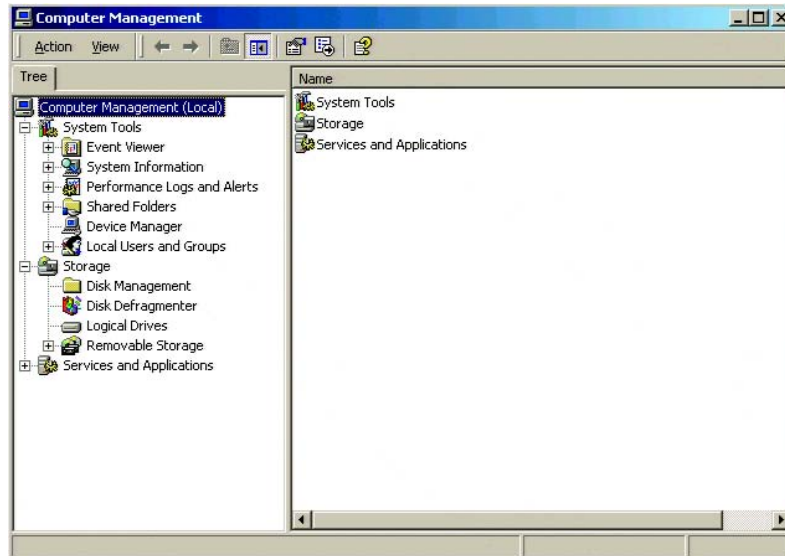 Computer Management
Action View
Tree
Computer Management (Local)
System Tools
Event Viewer
System Information
Performance Logs and Alerts
Shared Folders
Device Manager
Local Users and Groups
Storage
Disk Management
Disk Defragmenter
Logical Drives
Removable Storage
Services and Applications
Name
System Tools
Storage
Services and Applications